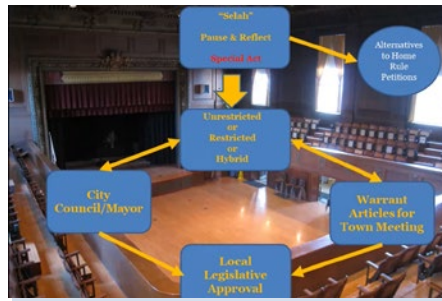 “Selah”
Pause & Reflect
Special Act
Alternatives
to Home
Rule
Petitions
Unrestricted
or
Restricted
or
Hybrid
City
Council/Mayor
Warrant
Articles for
Town Meeting
Local
Legislative
Approval